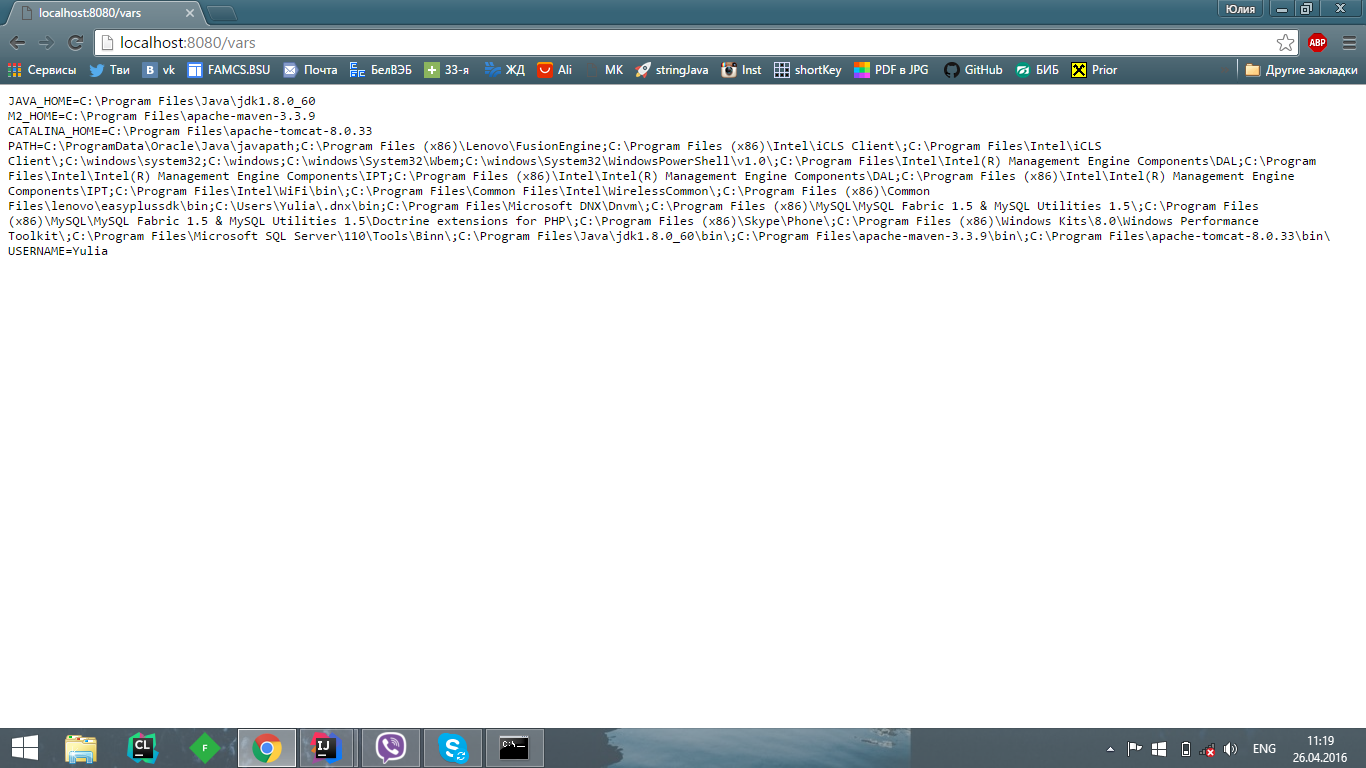 localhost:8080/vars
Юлия
localhost:8080/vars
ABP
Сервисы
Тви
B
vk
FAMCS.BSU
Почта
БелВЭБ
33-я
ЖД
Ali
МК
stringJava
Inst
shortKey
PDF в JPG
GitHub
БИБ
Prior
Другие закладки
JAVA_HOME=C:\Program Files\Java\jdk1.8.0_60
M2_HOME=C:\Program Files\apache-maven-3.3.9
CATALINA_HOME=C:\Program Files\apache-tomcat-8.0.33
PATH=C:\ProgramData\Oracle\Java\javapath;C:\Program Files (x86)\Lenovo\FusionEngine;C:\Program Files (x86)\Intel\iCLS Client\;C:\Program Files\Intel\iCLS
Client\;C:\windows\system32;C:\windows;C:\windows\System32\Wbem;C:\windows\System32\WindowsPowerShell\v1.0\;C:\Program Files\Intel\Intel(R) Management Engine Components\DAL;C:\Program
Files\Intel\Intel(R) Management Engine Components\IPT;C:\Program Files (x86)\Intel\Intel(R) Management Engine Components\DAL;C:\Program Files (x86)\Intel\Intel(R) Management Engine
Components\IPT;C:\Program Files\Intel\WiFi\bin\;C:\Program Files\Common Files\Intel\WirelessCommon\;C:\Program Files (x86)\Common
Files\lenovo\easyplussdk\bin;C:\Users\Yulia\.dnx\bin;C:\Program Files\Microsoft DNX\Dnvm\;C:\Program Files (x86)\MySQL\MySQL Fabric 1.5 & MySQL Utilities 1.5\;C:\Program Files
(x86)\MySQL\MySQL Fabric 1.5 & MySQL Utilities 1.5\Doctrine extensions for PHP\;C:\Program Files (x86)\Skype\Phone\;C:\Program Files (x86)\Windows Kits\8.0\Windows Performance
Toolkit\;C:\Program Files\Microsoft SQL Server\110\Tools\Binn\;C:\Program Files\Java\jdk1.8.0_60\bin\;C:\Program Files\apache-maven-3.3.9\bin\;C:\Program Files\apache-tomcat-8.0.33\bin\
USERNAME=Yulia
CL
F
IJ
C:\
ENG
11:19
26.04.2016